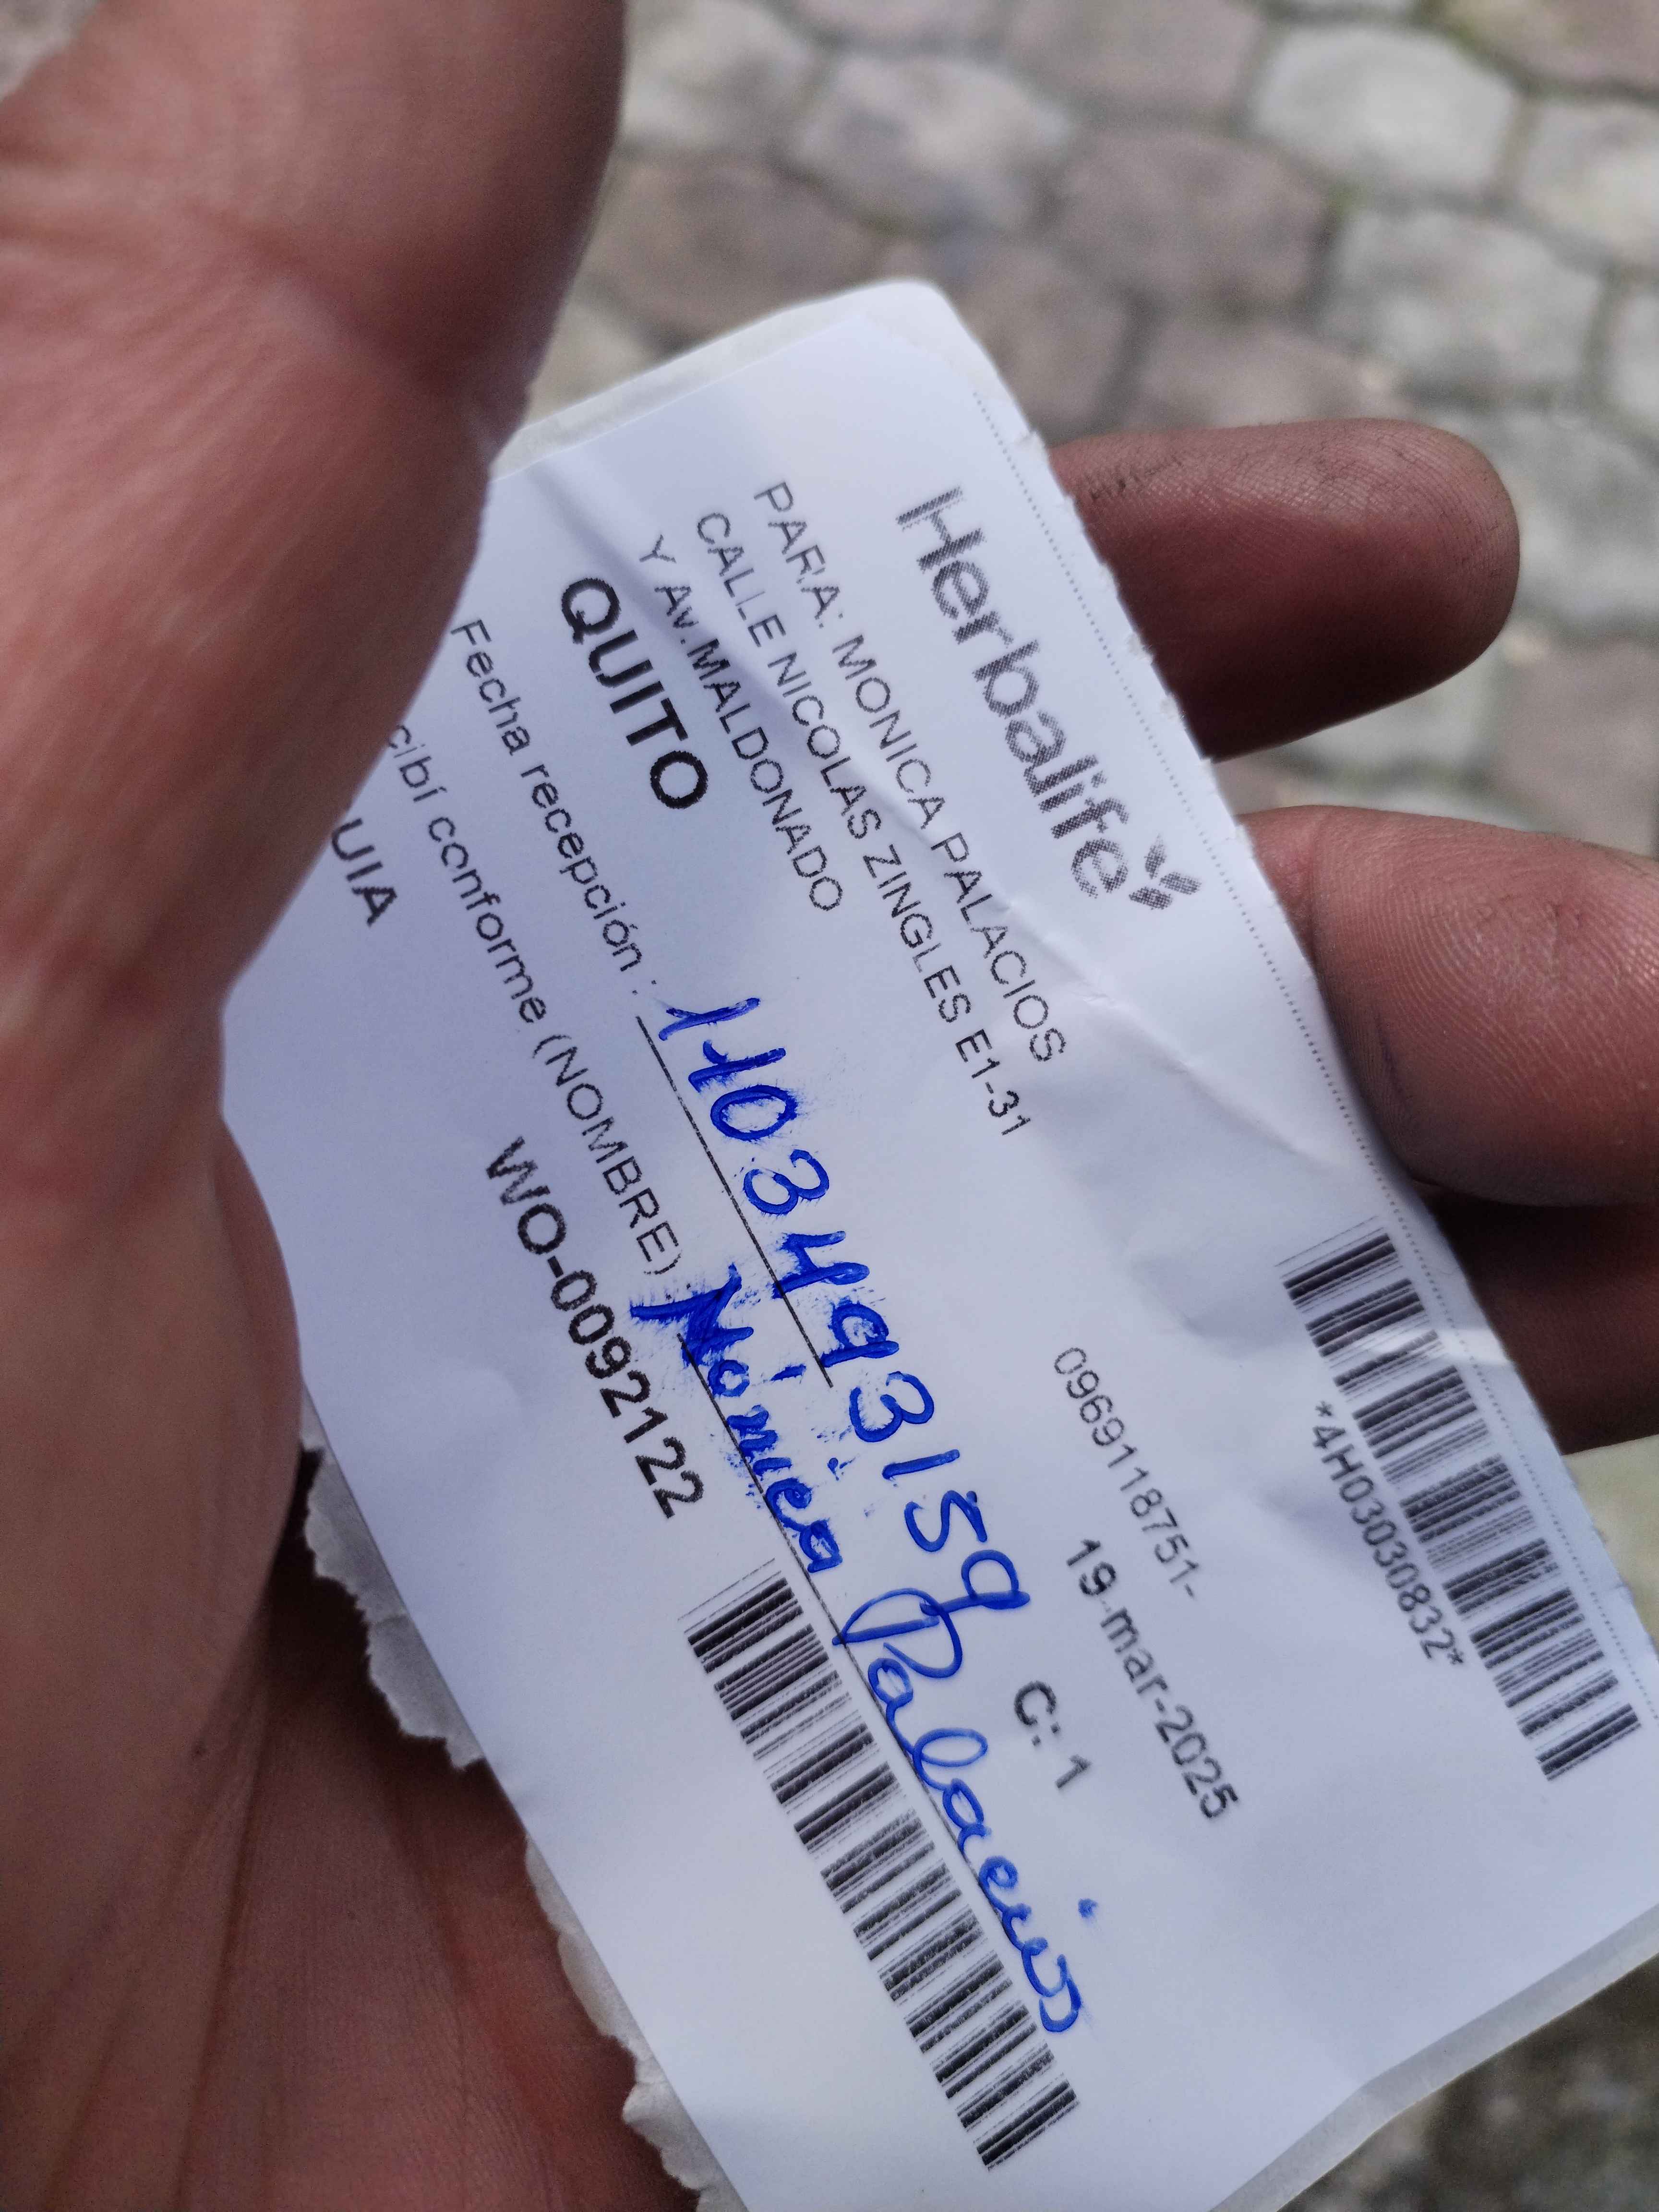 Herbalife
*4H03030832*
PARA: MONICA PALACIOS
CALLE NICOLAS ZINGLES E1-31
Y Av.MALDONADO
0969118751-
QUITO
19-mar-2025
Fecha recepción : 1103493159 C: 1
cibí conforme (NOMBRE) Mónica Palacios
UIA WO-0092122